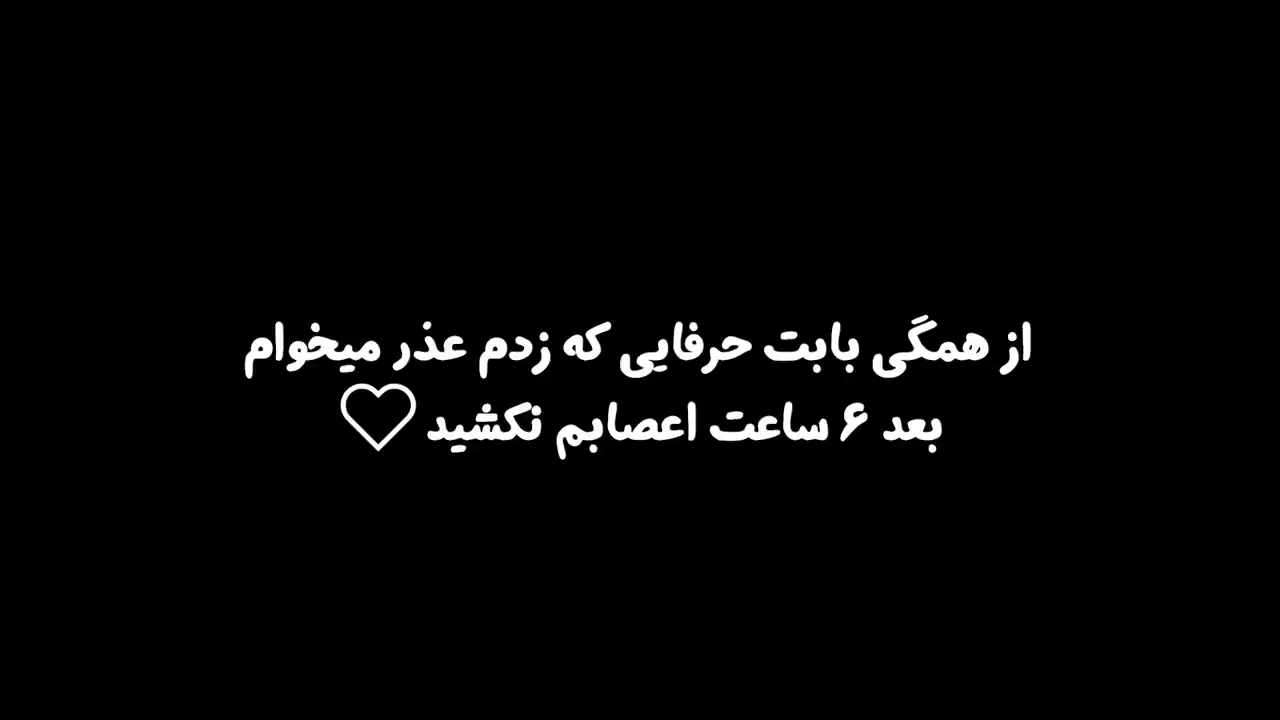 از همگی بابت حرفایی که زدم عذر میخوام
بعد ۶ ساعت اعصابم نکشید ♡